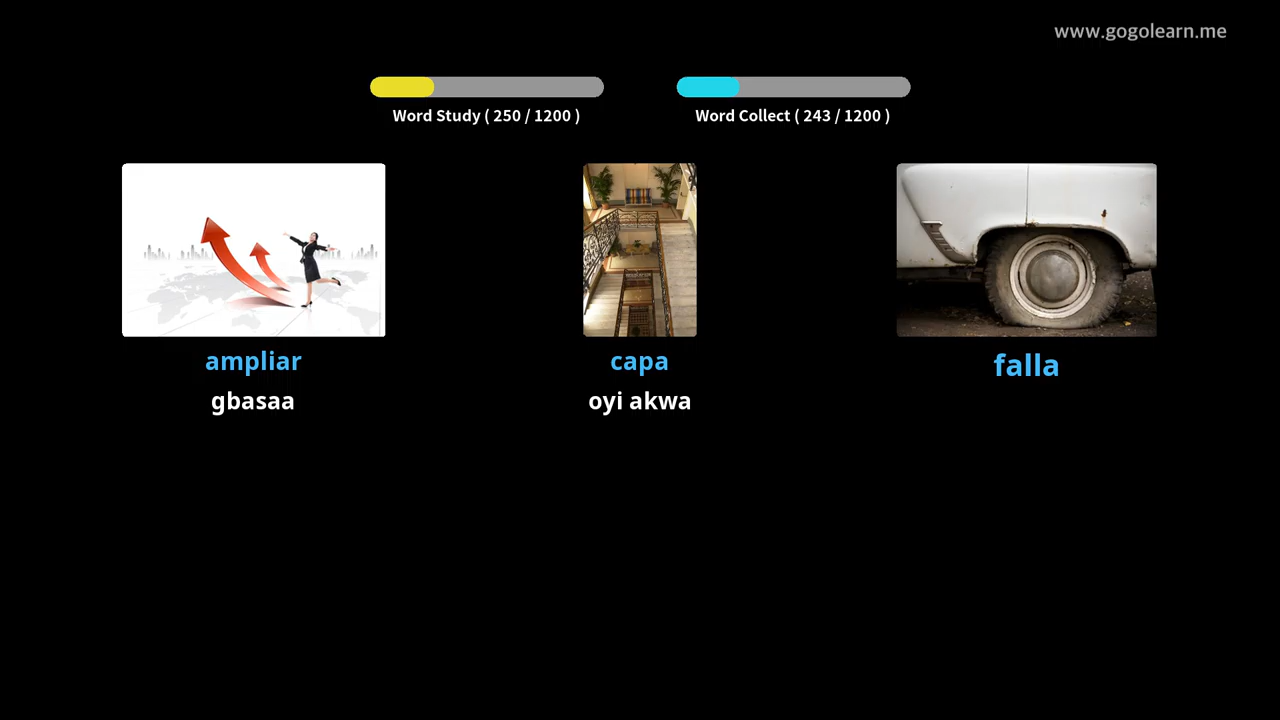 www.gogolearn.me
Word Study ( 250 / 1200 )
Word Collect ( 243 / 1200 )
ampliar
gbasaa
capa
oyi akwa
falla